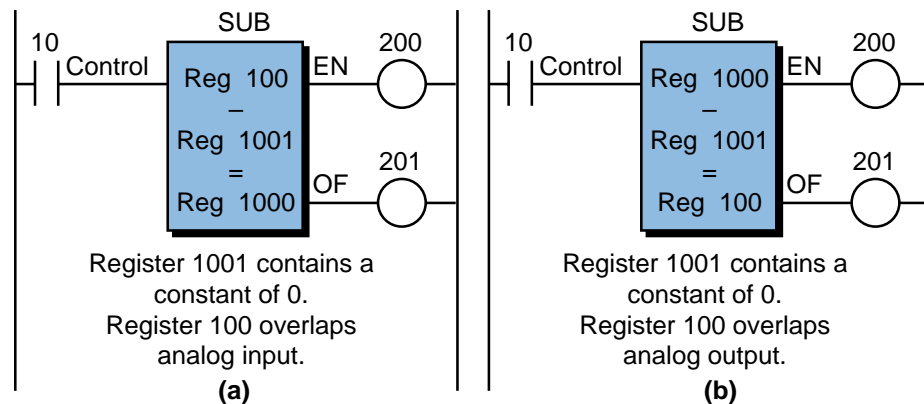 SUB
10
200
Control
Reg 100
EN
–
Reg 1001
201
=
OF
Reg 1000
Register 1001 contains a
constant of 0.
Register 100 overlaps
analog input.
(a)
SUB
10
200
Control
Reg 1000
EN
–
Reg 1001
201
=
OF
Reg 100
Register 1001 contains a
constant of 0.
Register 100 overlaps
analog output.
(b)